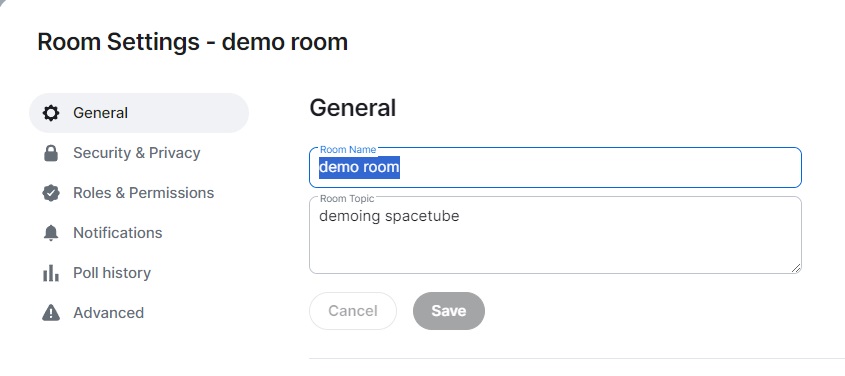 Room Settings - demo room
General
Security & Privacy
Roles & Permissions
Notifications
Poll history
Advanced
General
Room Name
demo room
Room Topic
demoing spacetube
Cancel
Save